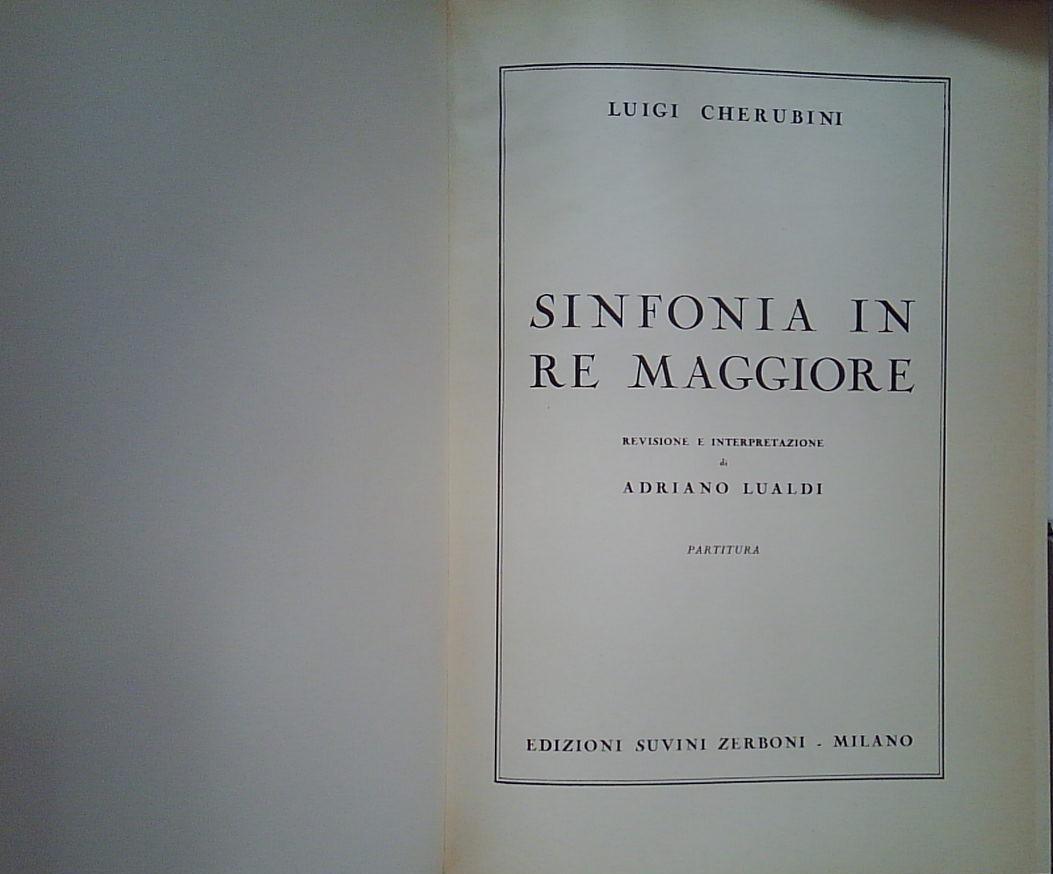 LUIGI CHERUBINI
SINFONIA IN
RE MAGGIORE
REVISIONE E INTERPRETAZIONE
di
ADRIANO LUALDI
PARTITURA
EDIZIONI SUVINI ZERBONI - MILANO